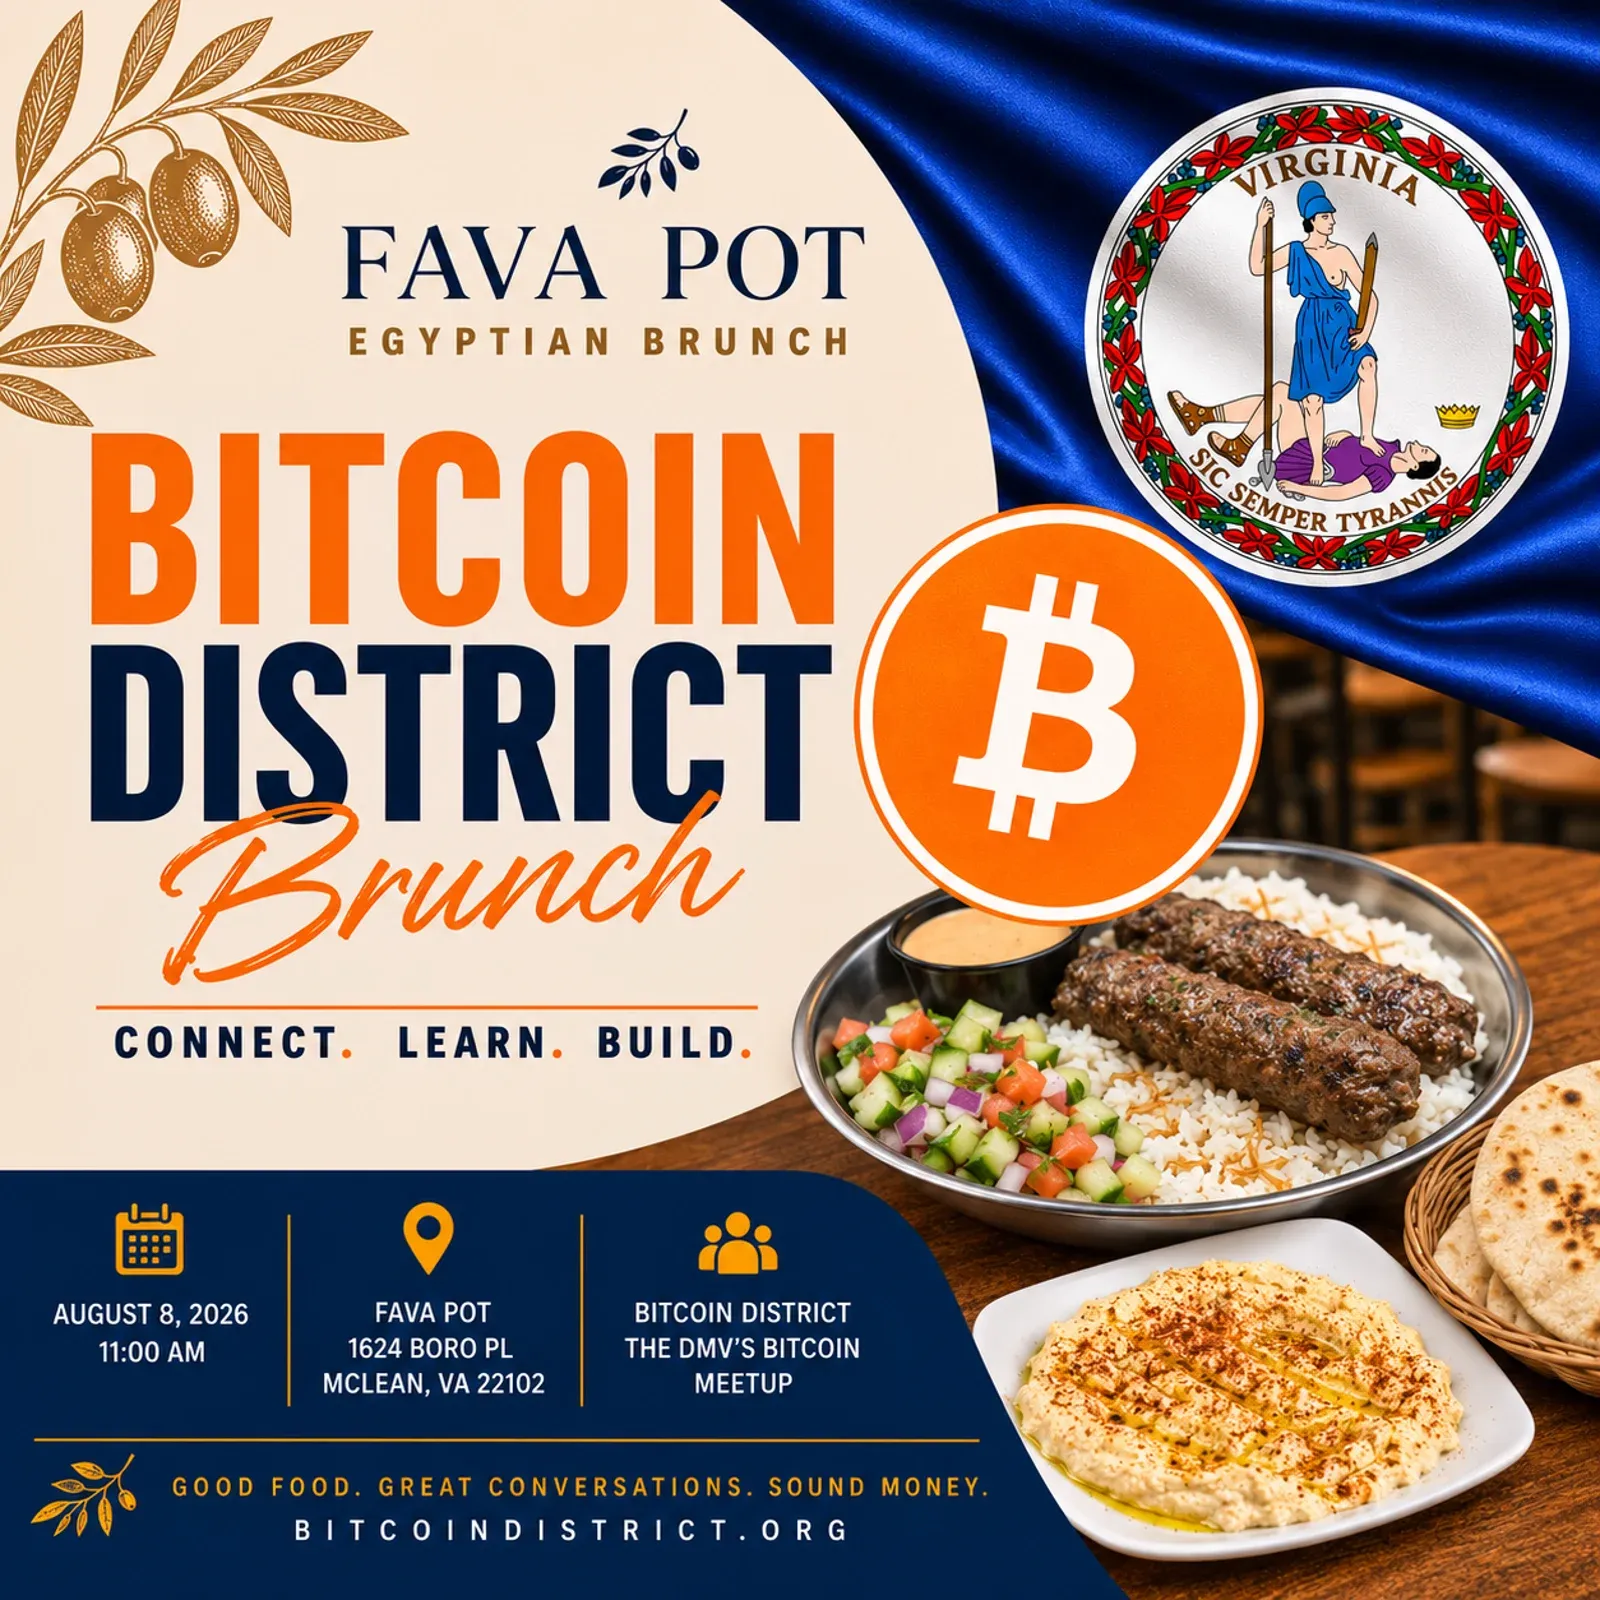 FAVA POT
EGYPTIAN BRUNCH
BITCOIN
DISTRICT
Brunch
CONNECT. LEARN. BUILD.
VIRGINIA
SIC SEMPER TYRANNIS
₿
AUGUST 8, 2026
11:00 AM
FAVA POT
1624 BORO PL
MCLEAN, VA 22102
BITCOIN DISTRICT
THE DMV'S BITCOIN
MEETUP
GOOD FOOD. GREAT CONVERSATIONS. SOUND MONEY.
BITCOINDISTRICT.ORG